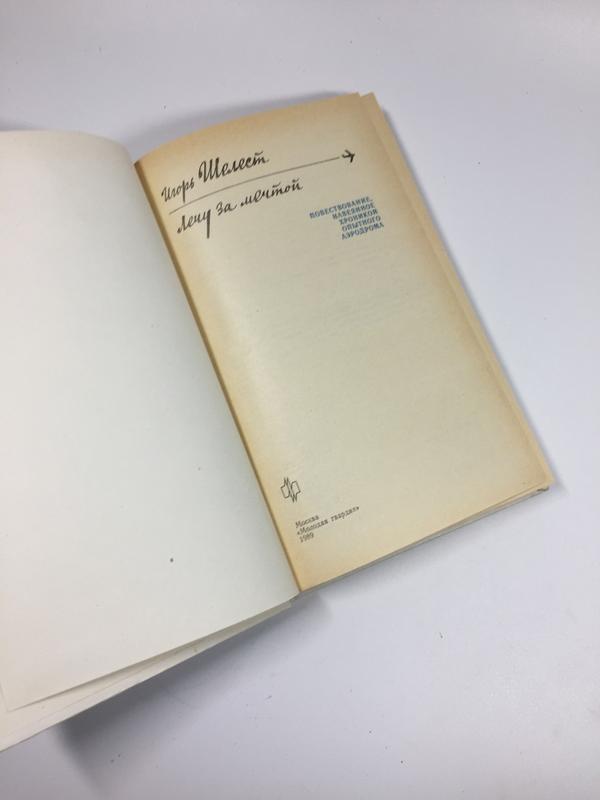 Игорь Шелест
Лечу за мечтой
ПОВЕСТВОВАНИЕ,
НАВЕЯННОЕ
ХРОНИКОЙ
ОПЫТНОГО
АЭРОДРОМА
Москва
«Молодая гвардия»
1989